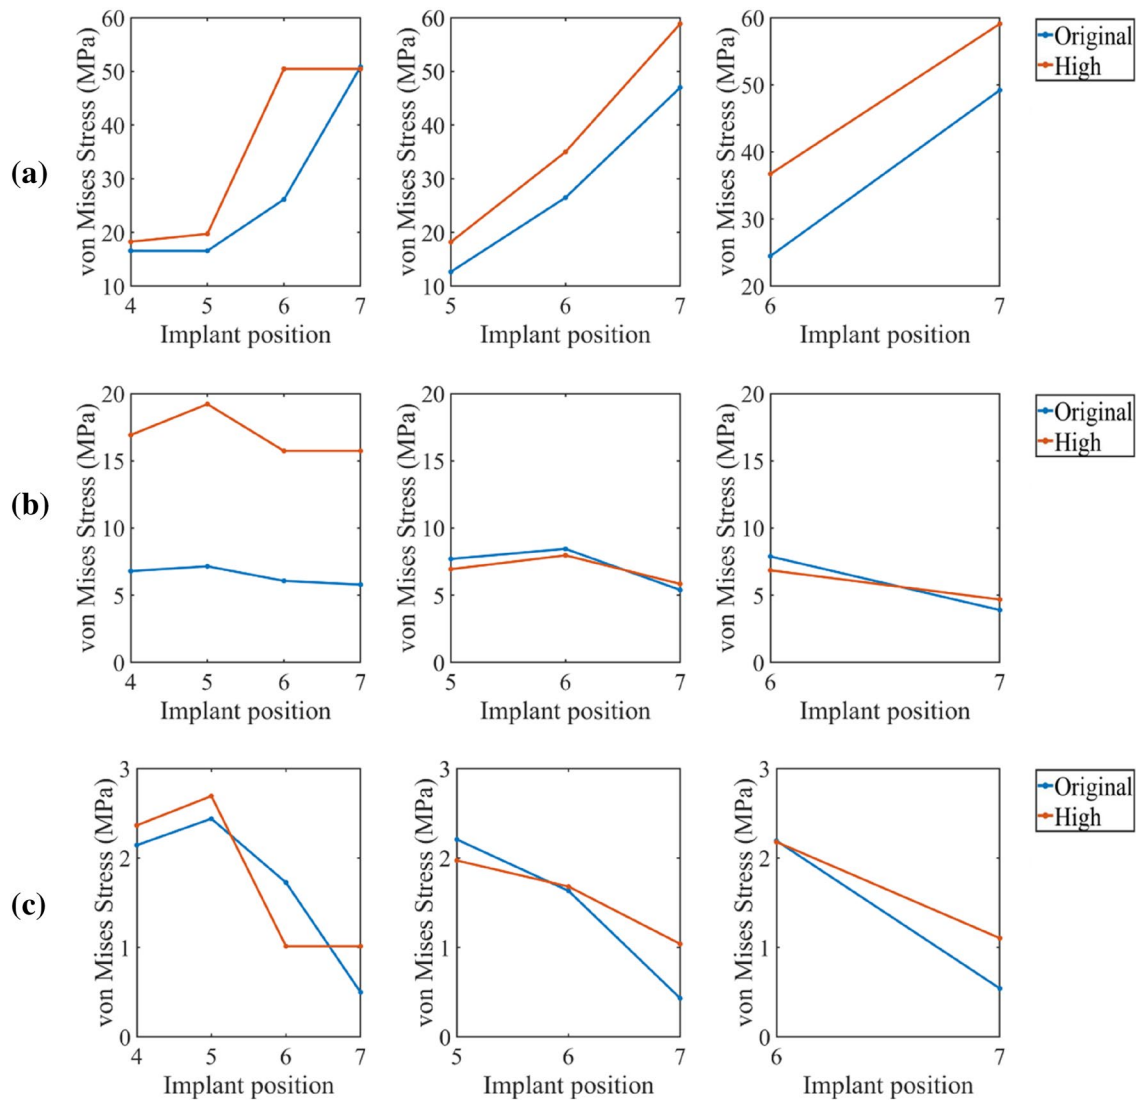 (a)
von Mises Stress (MPa)
60
50
40
30
20
10
4 5 6 7
Implant position
von Mises Stress (MPa)
60
50
40
30
20
10
5 6 7
Implant position
von Mises Stress (MPa)
60
50
40
30
20
6 7
Implant position
Original
High
(b)
von Mises Stress (MPa)
20
15
10
5
0
4 5 6 7
Implant position
von Mises Stress (MPa)
20
15
10
5
0
5 6 7
Implant position
von Mises Stress (MPa)
20
15
10
5
0
6 7
Implant position
Original
High
(c)
von Mises Stress (MPa)
3
2
1
0
4 5 6 7
Implant position
von Mises Stress (MPa)
3
2
1
0
5 6 7
Implant position
von Mises Stress (MPa)
3
2
1
0
6 7
Implant position
Original
High